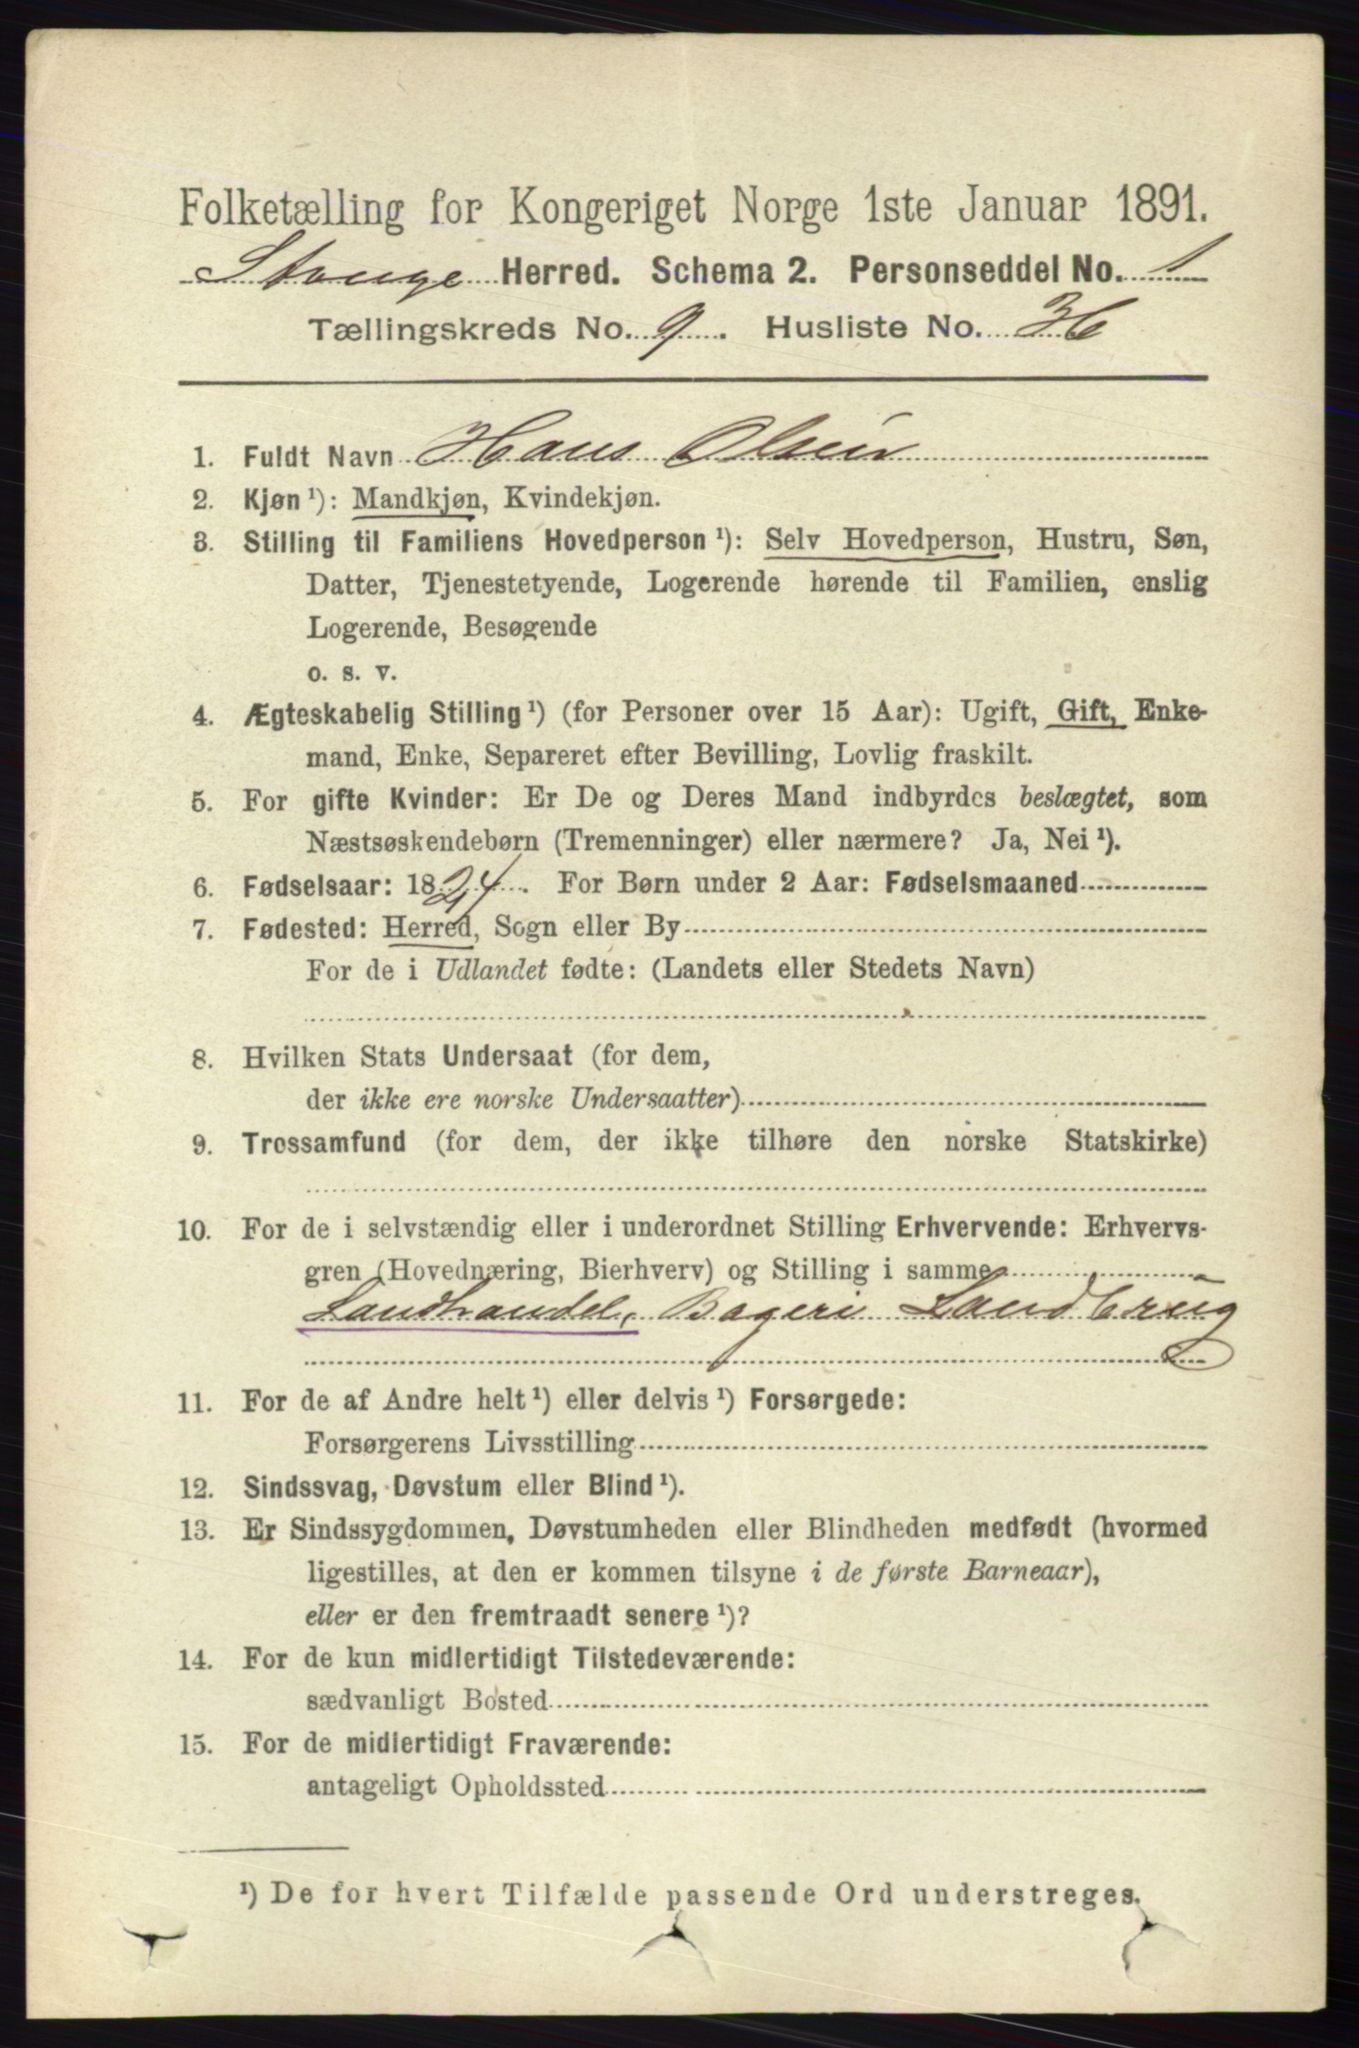 Folketælling for Kongeriget Norge 1ste Januar 1891.
Stange Herred. Schema 2. Personseddel No. 1
Tællingskreds No. 9. Husliste No. 36
1. Fuldt Navn Hans Olsen
2. Kjøn ¹): Mandkjøn, Kvindekjøn.
3. Stilling til Familiens Hovedperson ¹): Selv Hovedperson, Hustru, Søn,
Datter, Tjenestetyende, Logerende hørende til Familien, enslig
Logerende, Besøgende
o. s. v.
4. Ægteskabelig Stilling ¹) (for Personer over 15 Aar): Ugift, Gift, Enke-
mand, Enke, Separeret efter Bevilling, Lovlig fraskilt.
5. For gifte Kvinder: Er De og Deres Mand indbyrdes beslægtet, som
Næstsøskendebørn (Tremenninger) eller nærmere? Ja, Nei ¹).
6. Fødselsaar: 1824. For Børn under 2 Aar: Fødselsmaaned
7. Fødested: Herred, Sogn eller By
For de i Udlandet fødte: (Landets eller Stedets Navn)
8. Hvilken Stats Undersaat (for dem,
der ikke ere norske Undersaatter)
9. Trossamfund (for dem, der ikke tilhøre den norske Statskirke)
10. For de i selvstændig eller i underordnet Stilling Erhvervende: Erhvervs-
gren (Hovednæring, Bierhverv) og Stilling i samme
Landhandel, Bageri Landbrug
11. For de af Andre helt ¹) eller delvis ¹) Forsørgede:
Forsørgerens Livsstilling
12. Sindssvag, Døvstum eller Blind ¹).
13. Er Sindssygdommen, Døvstumheden eller Blindheden medfødt (hvormed
ligestilles, at den er kommen tilsyne i de første Barneaar),
eller er den fremtraadt senere ¹)?
14. For de kun midlertidigt Tilstedeværende:
sædvanligt Bosted
15. For de midlertidigt Fraværende:
antageligt Opholdssted
¹) De for hvert Tilfælde passende Ord understreges.